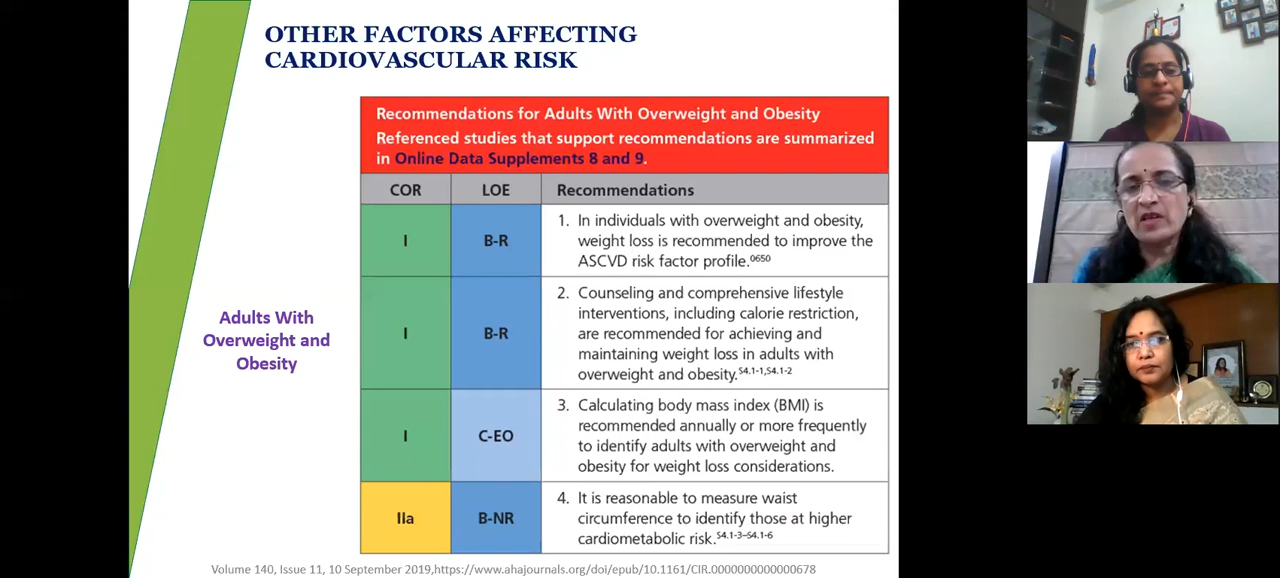 OTHER FACTORS AFFECTING
CARDIOVASCULAR RISK
Recommendations for Adults With Overweight and Obesity
Referenced studies that support recommendations are summarized
in Online Data Supplements 8 and 9.
COR LOE Recommendations
I B-R 1. In individuals with overweight and obesity,
weight loss is recommended to improve the
ASCVD risk factor profile.
I B-R 2. Counseling and comprehensive lifestyle
interventions, including calorie restriction,
are recommended for achieving and
maintaining weight loss in adults with
overweight and obesity.S4.1-1,S4.1-2
I C-EO 3. Calculating body mass index (BMI) is
recommended annually or more frequently
to identify adults with overweight and
obesity for weight loss considerations.
IIa B-NR 4. It is reasonable to measure waist
circumference to identify those at higher
cardiometabolic risk.S4.1-3–S4.1-6
Adults With
Overweight and
Obesity
Volume 140, Issue 11, 10 September 2019,https://www.ahajournals.org/doi/epub/10.1161/CIR.0000000000000678